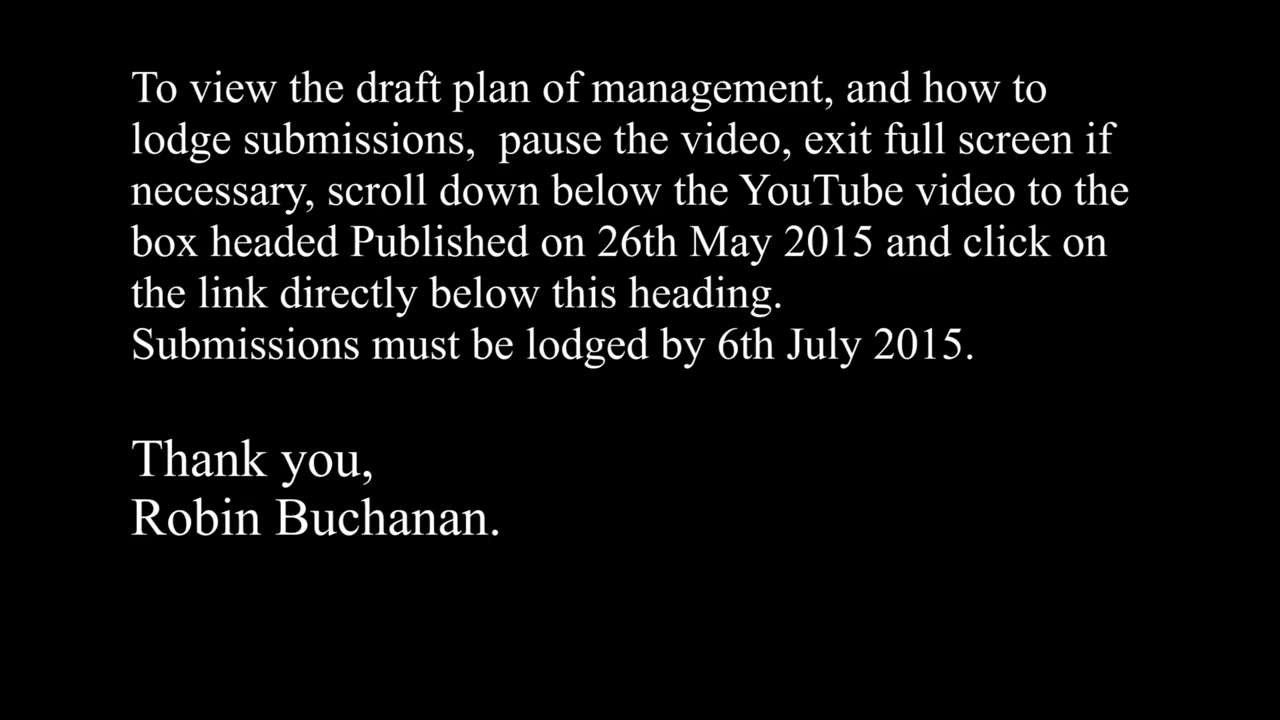 To view the draft plan of management, and how to
lodge submissions,  pause the video, exit full screen if
necessary, scroll down below the YouTube video to the
box headed Published on 26th May 2015 and click on
the link directly below this heading.
Submissions must be lodged by 6th July 2015.
Thank you,
Robin Buchanan.